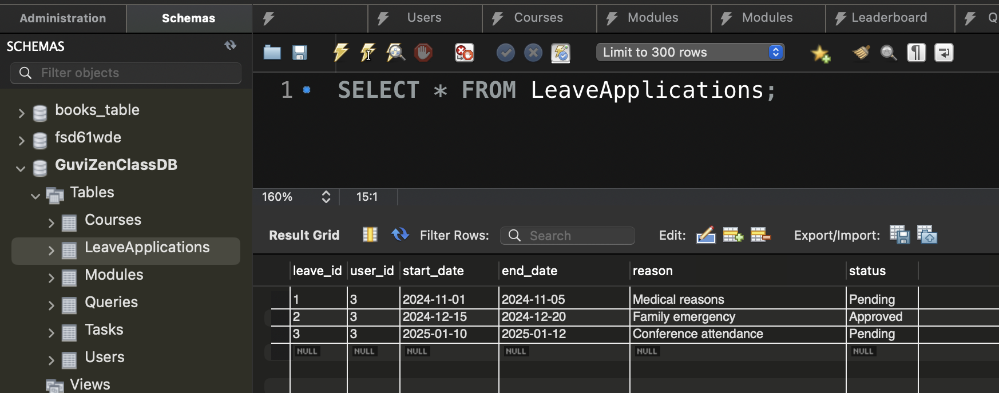 Administration
Schemas
Users
Courses
Modules
Modules
Leaderboard
Q
SCHEMAS
Filter objects
Limit to 300 rows
1 SELECT * FROM LeaveApplications;
books_table
fsd61wde
GuviZenClassDB
Tables
Courses
LeaveApplications
Modules
Queries
Tasks
Users
Views
160% 15:1
Result Grid Filter Rows: Search Edit: Export/Import:
leave_id user_id start_date end_date reason status
1 3 2024-11-01 2024-11-05 Medical reasons Pending
2 3 2024-12-15 2024-12-20 Family emergency Approved
3 3 2025-01-10 2025-01-12 Conference attendance Pending
NULL NULL NULL NULL NULL NULL